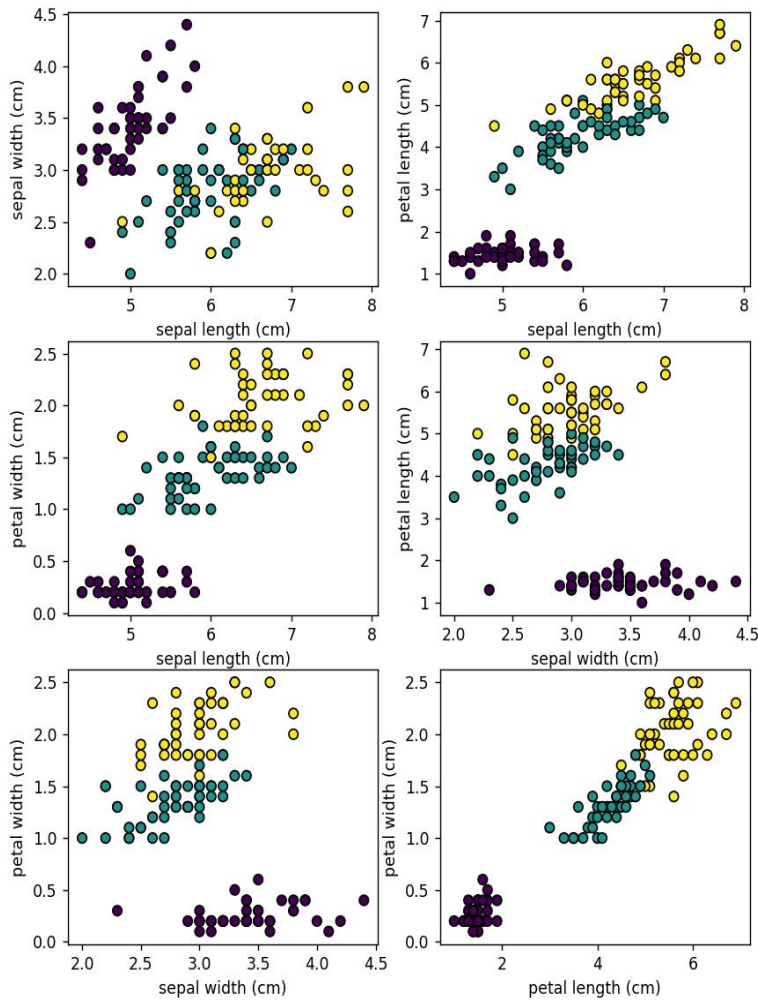 4.5
4.0
3.5
3.0
2.5
2.0
sepal width (cm)
5 6 7 8
sepal length (cm)
7
6
5
4
3
2
1
petal length (cm)
5 6 7 8
sepal length (cm)
2.5
2.0
1.5
1.0
0.5
0.0
petal width (cm)
5 6 7 8
sepal length (cm)
7
6
5
4
3
2
1
petal length (cm)
2.0 2.5 3.0 3.5 4.0 4.5
sepal width (cm)
2.5
2.0
1.5
1.0
0.5
0.0
petal width (cm)
2.0 2.5 3.0 3.5 4.0 4.5
sepal width (cm)
2.5
2.0
1.5
1.0
0.5
0.0
petal width (cm)
2 4 6
petal length (cm)